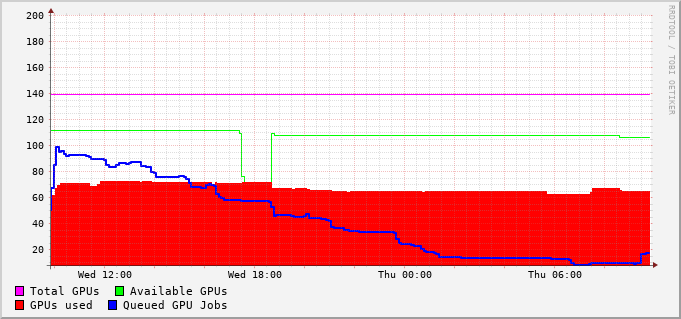 200
180
160
140
120
100
80
60
40
20
Wed 12:00 Wed 18:00 Thu 00:00 Thu 06:00
Total GPUs Available GPUs
GPUs used Queued GPU Jobs
RRDTOOL / TOBI OETIKER